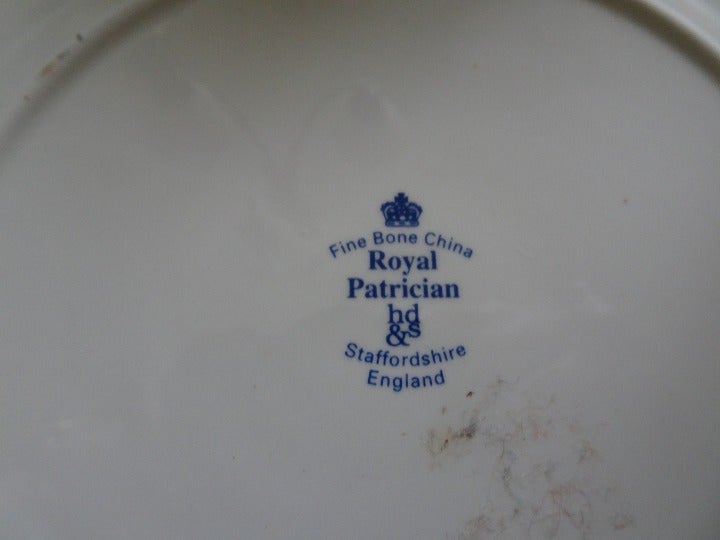 Fine Bone China
Royal
Patrician
hd
&s
Staffordshire
England